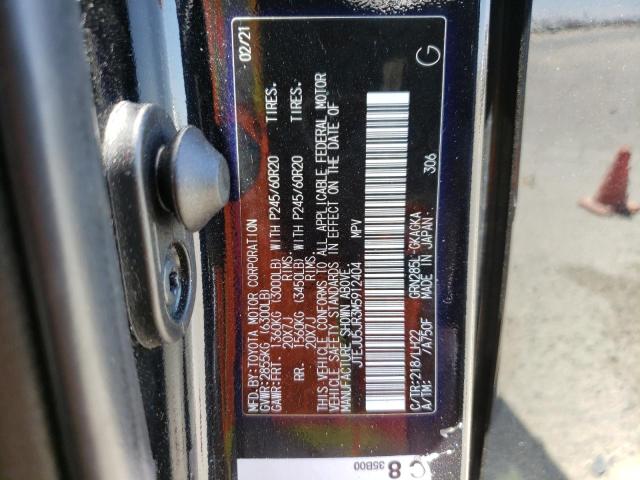 MFD. BY: TOYOTA MOTOR CORPORATION 02/21
GVWR: 2855KG (6300LB)
GAWR: FRT. 1360KG (3000LB) WITH P245/60R20 TIRES.
20X7J RIMS.
RR. 1560KG (3450LB) WITH P245/60R20 TIRES.
20X7J RIMS.
THIS VEHICLE CONFORMS TO ALL APPLICABLE FEDERAL MOTOR
VEHICLE SAFETY STANDARDS IN EFFECT ON THE DATE OF
MANUFACTURE SHOWN ABOVE.
JTEJU5JR3M5912404 MPV
C/TR: 218/LH22 GRN285L-GKAGKA
A/TM: /A750F MADE IN JAPAN 306
G
C 8
35B00